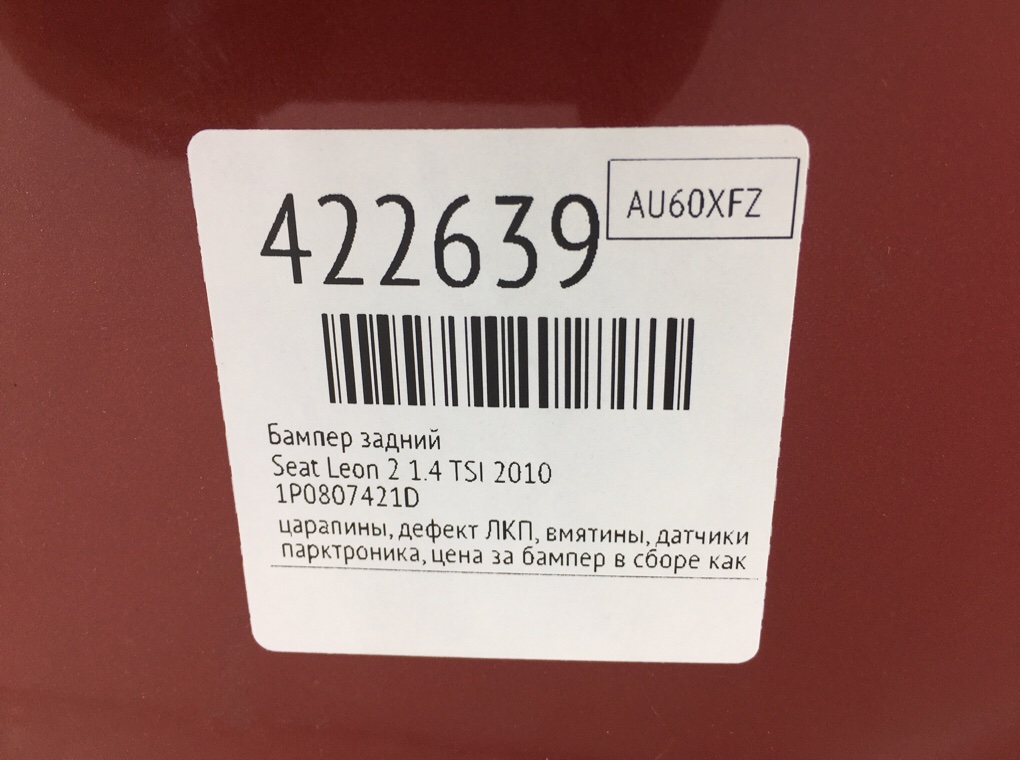 422639
AU60XFZ
Бампер задний
Seat Leon 2 1.4 TSI 2010
1P0807421D
царапины, дефект ЛКП, вмятины, датчики
парктроника, цена за бампер в сборе как